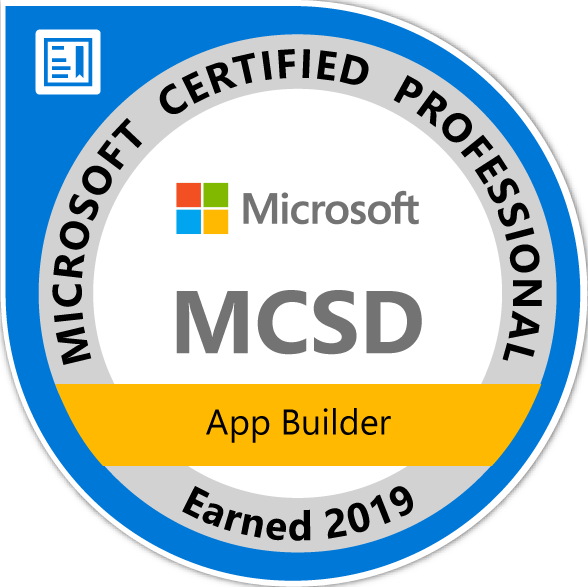 MICROSOFT CERTIFIED PROFESSIONAL
Microsoft
MCSD
App Builder
Earned 2019